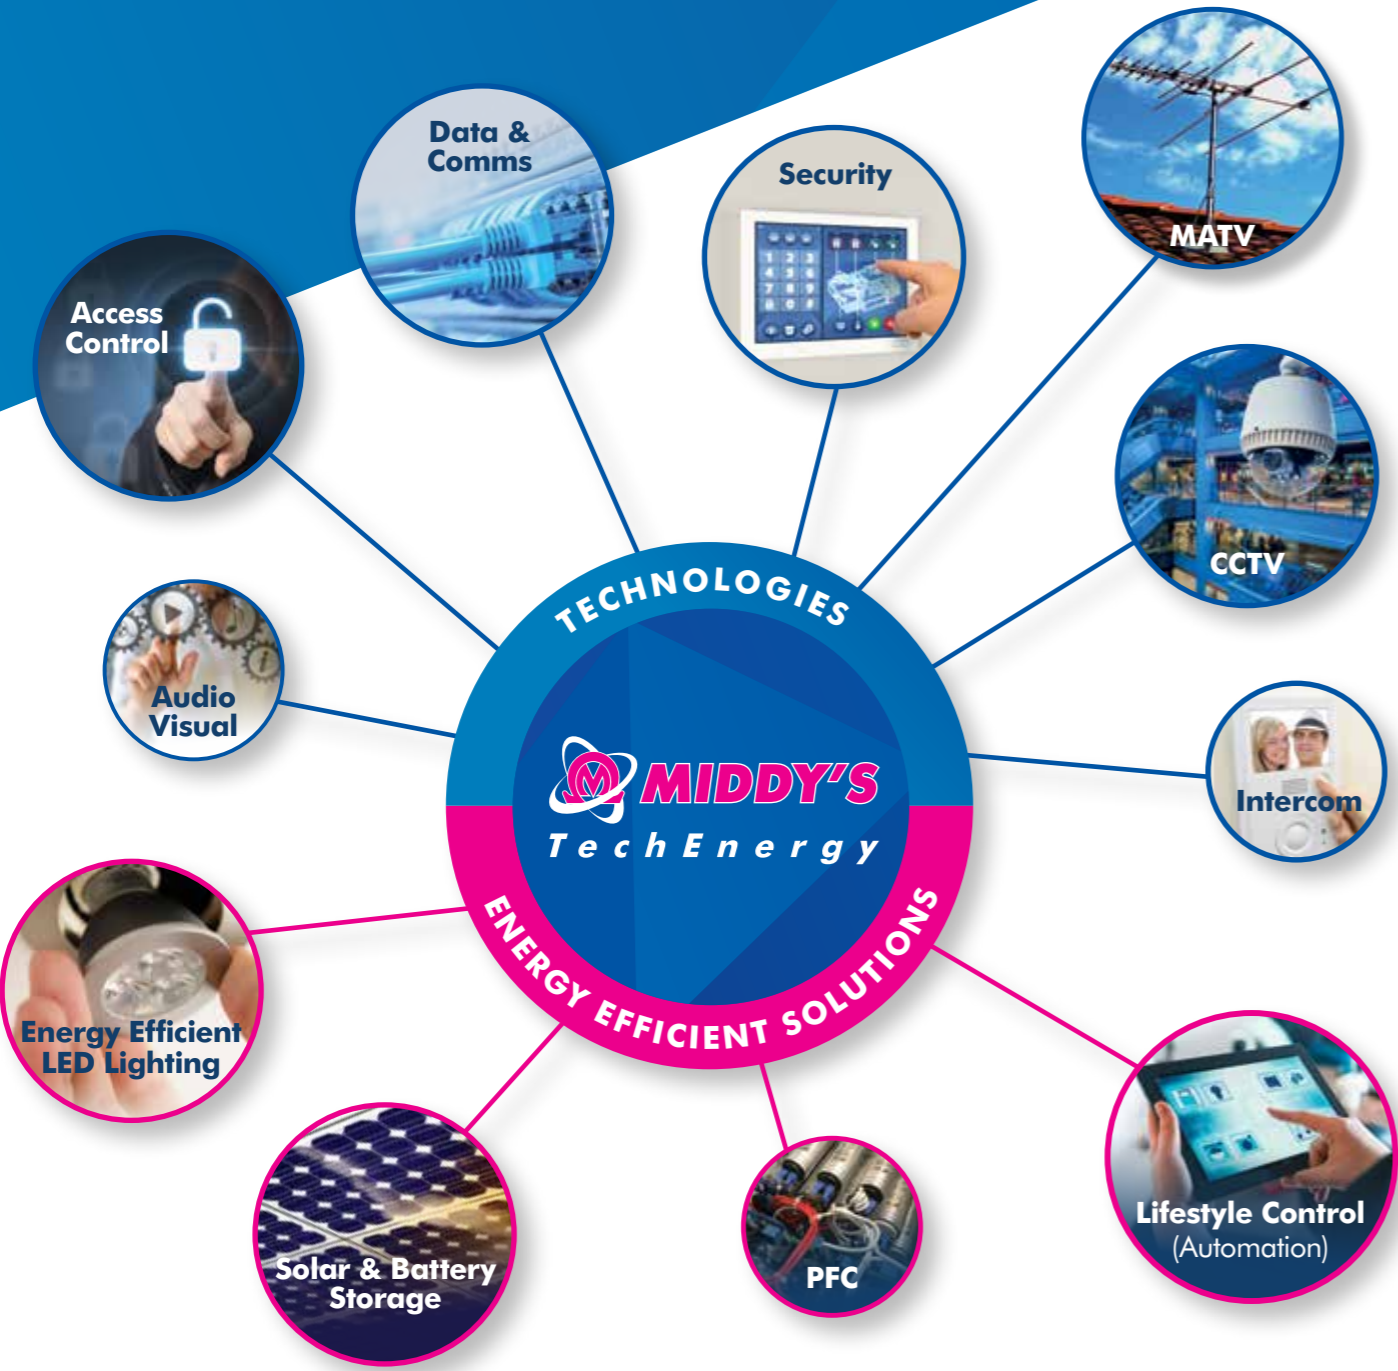 Data &
Comms
Security
MATV
Access
Control
CCTV
TECHNOLOGIES
Audio
Visual
MIDDY'S
TechEnergy
Intercom
ENERGY EFFICIENT SOLUTIONS
Energy Efficient
LED Lighting
Lifestyle Control
(Automation)
Solar & Battery
Storage
PFC